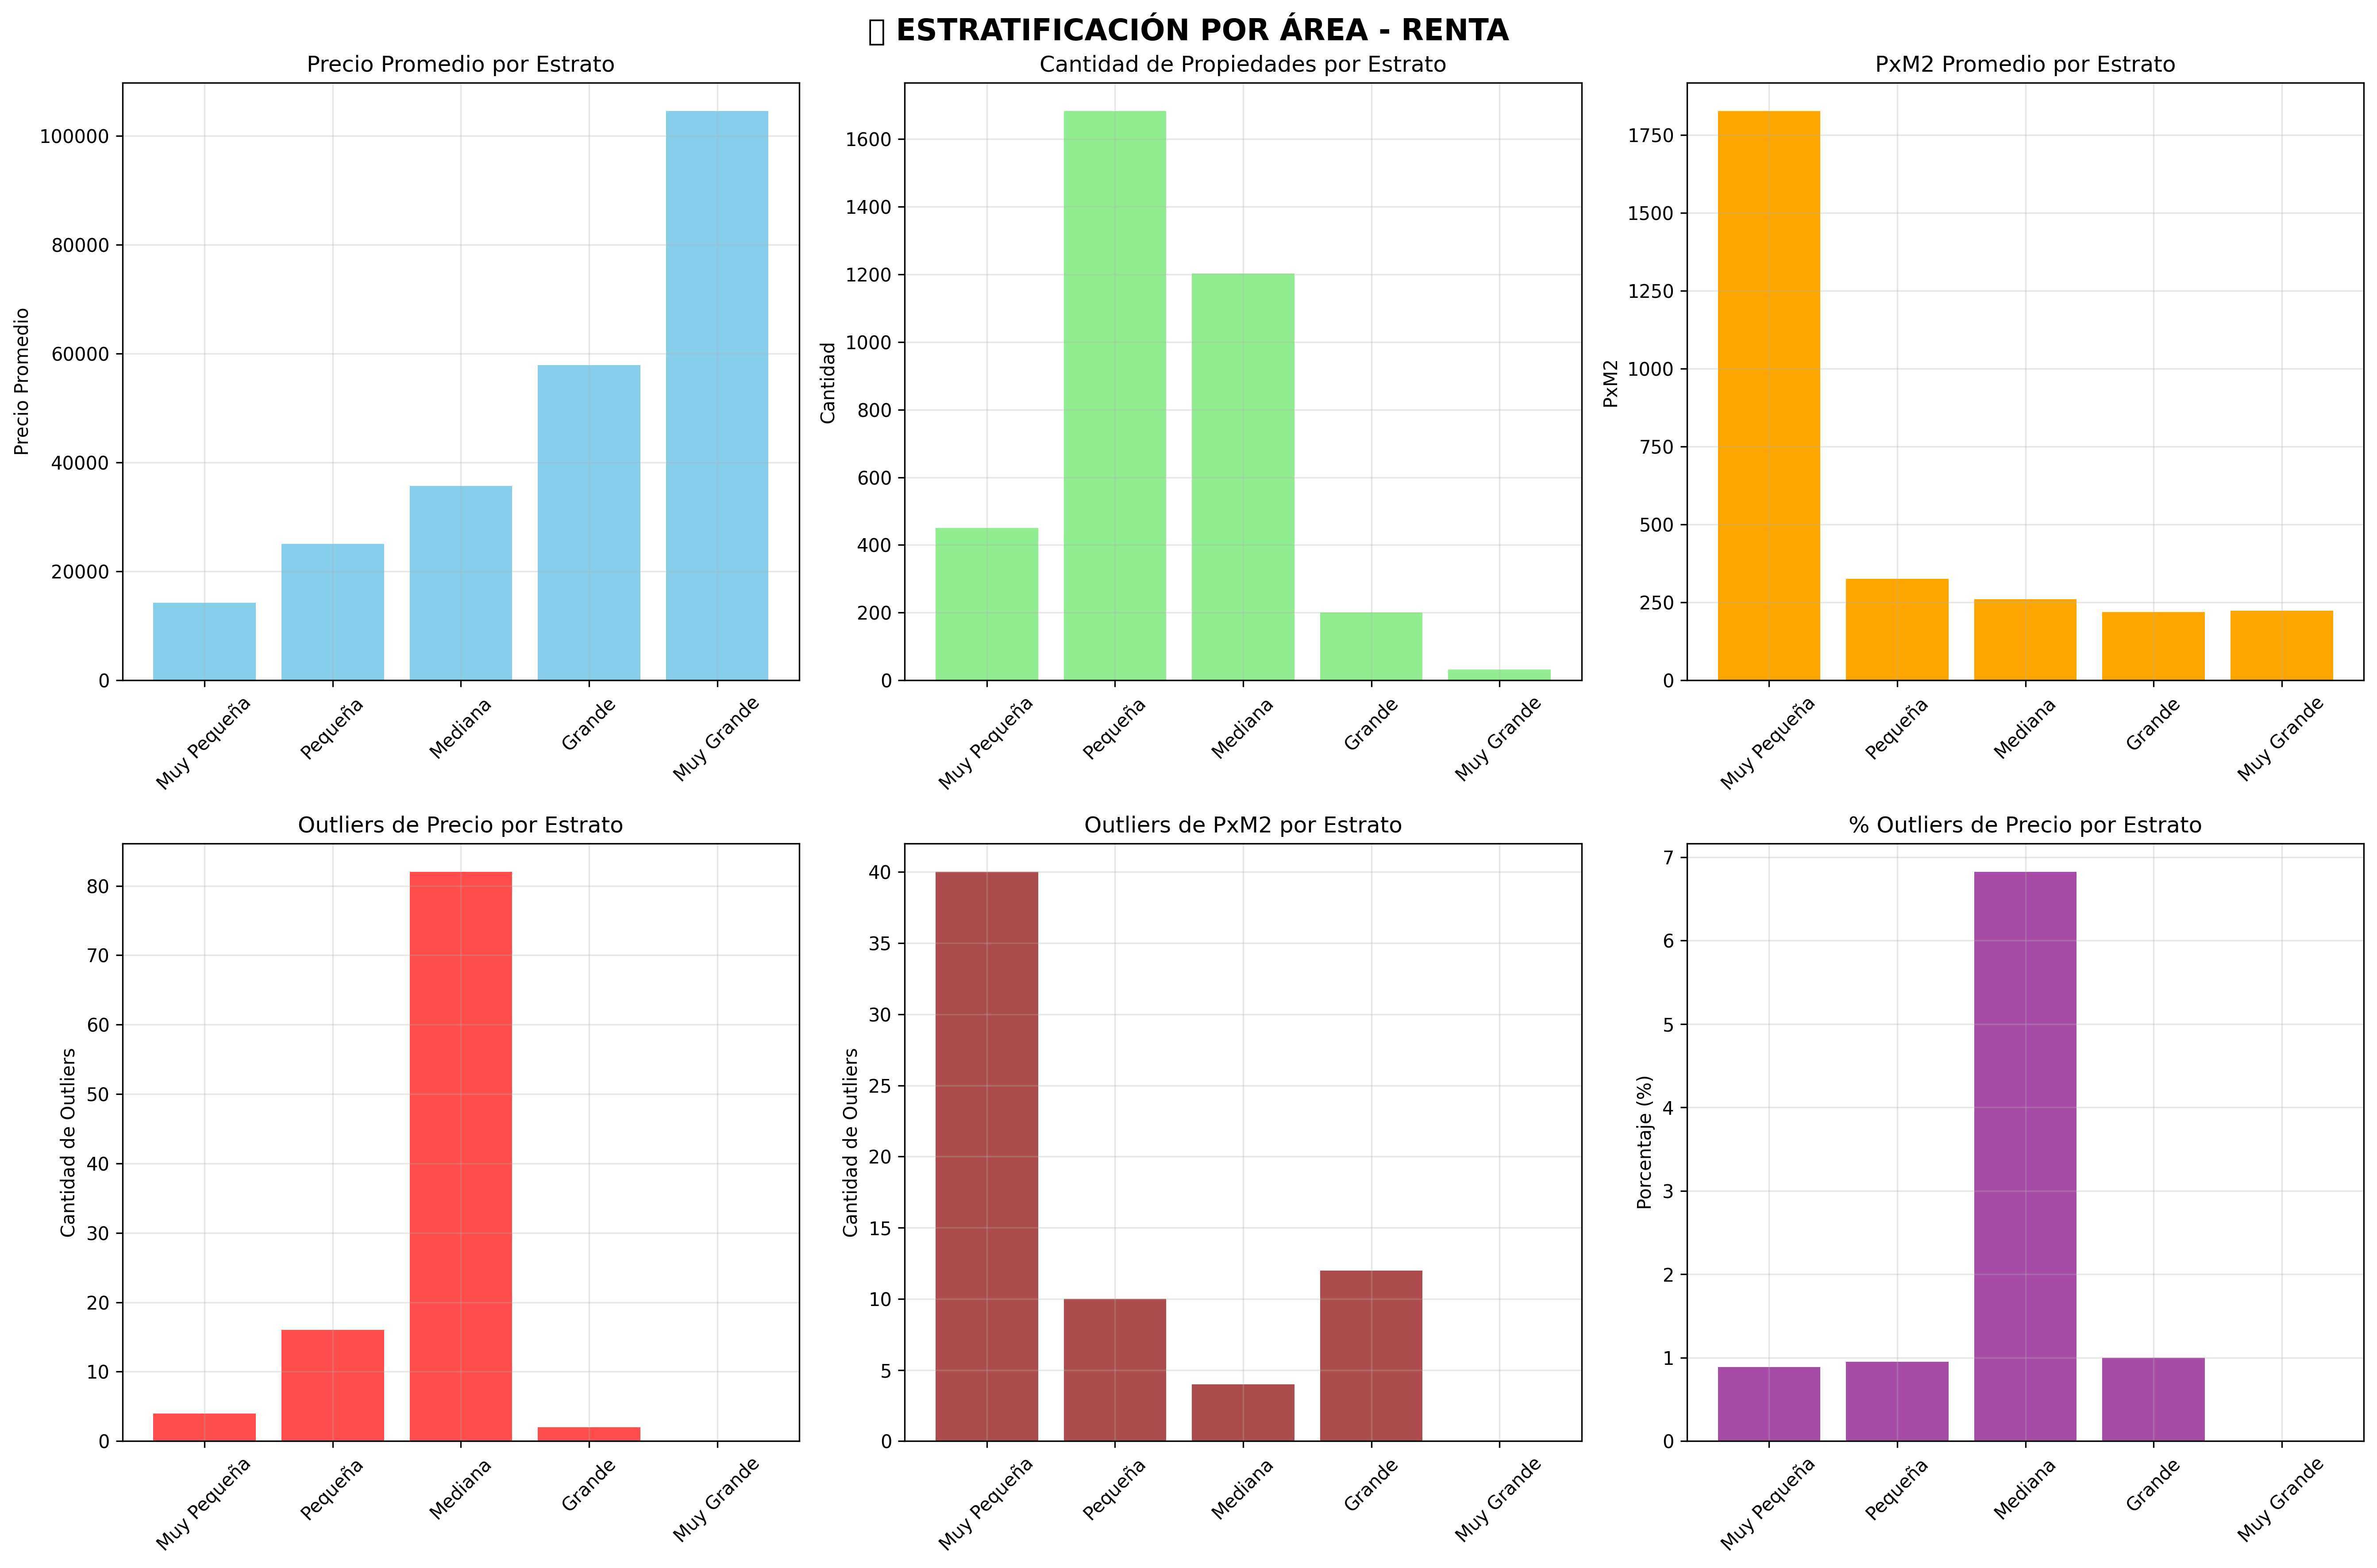 ESTRATIFICACIÓN POR ÁREA - RENTA
Precio Promedio por Estrato
Precio Promedio
100000
80000
60000
40000
20000
0
Muy Pequeña
Pequeña
Mediana
Grande
Muy Grande
Cantidad de Propiedades por Estrato
Cantidad
1600
1400
1200
1000
800
600
400
200
0
Muy Pequeña
Pequeña
Mediana
Grande
Muy Grande
PxM2 Promedio por Estrato
PxM2
1750
1500
1250
1000
750
500
250
0
Muy Pequeña
Pequeña
Mediana
Grande
Muy Grande
Outliers de Precio por Estrato
Cantidad de Outliers
80
70
60
50
40
30
20
10
0
Muy Pequeña
Pequeña
Mediana
Grande
Muy Grande
Outliers de PxM2 por Estrato
Cantidad de Outliers
40
35
30
25
20
15
10
5
0
Muy Pequeña
Pequeña
Mediana
Grande
Muy Grande
% Outliers de Precio por Estrato
Porcentaje (%)
7
6
5
4
3
2
1
0
Muy Pequeña
Pequeña
Mediana
Grande
Muy Grande